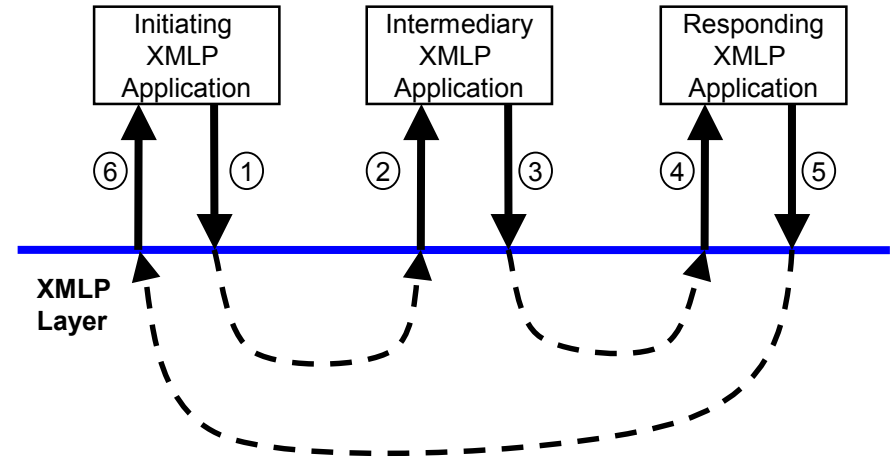 Initiating
XMLP
Application
Intermediary
XMLP
Application
Responding
XMLP
Application
6
1
2
3
4
5
XMLP
Layer